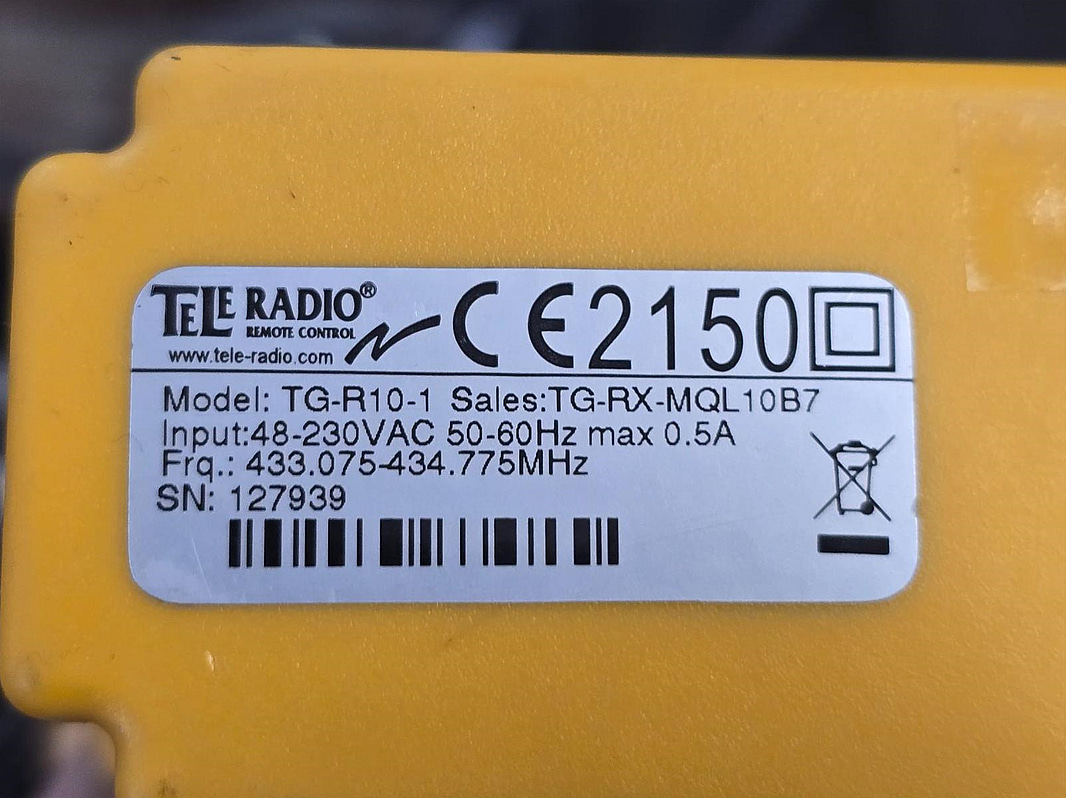 TELE RADIO®
REMOTE CONTROL
www.tele-radio.com
CE2150
Model: TG-R10-1 Sales:TG-RX-MQL10B7
Input:48-230VAC 50-60Hz max 0.5A
Frq.: 433.075-434.775MHz
SN: 127939